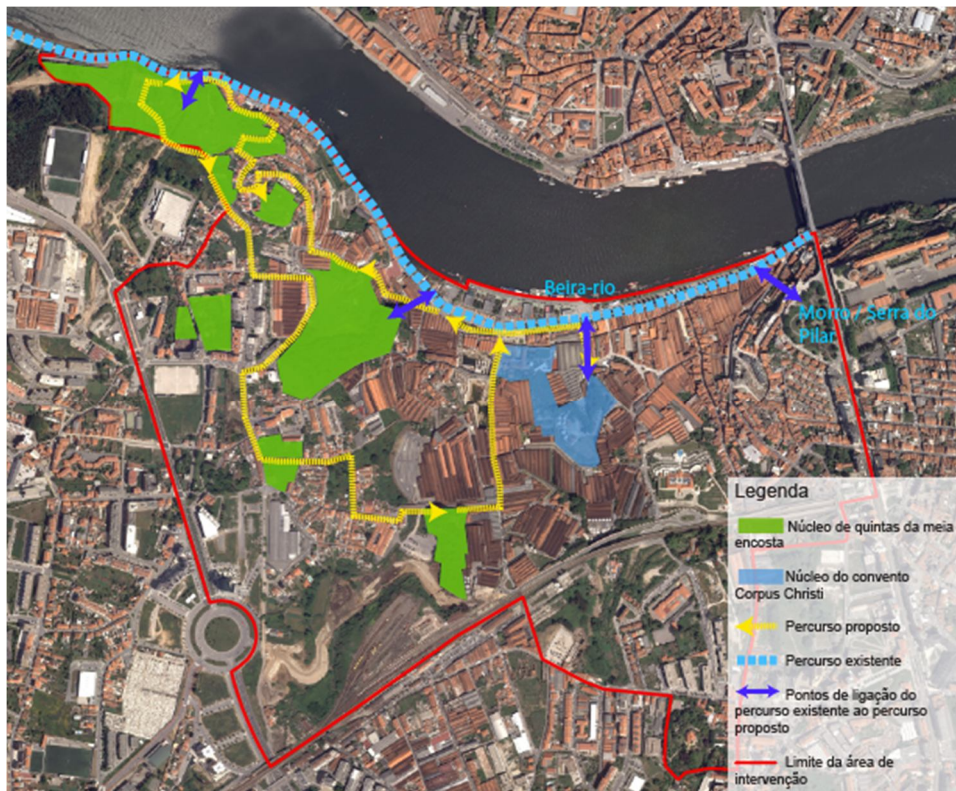 Beira-rio
Morro / Serra do
Pilar
Legenda
Núcleo de quintas da meia
encosta
Núcleo do convento
Corpus Christi
Percurso proposto
Percurso existente
Pontos de ligação do
percurso existente ao percurso
proposto
Limite da área de
intervenção